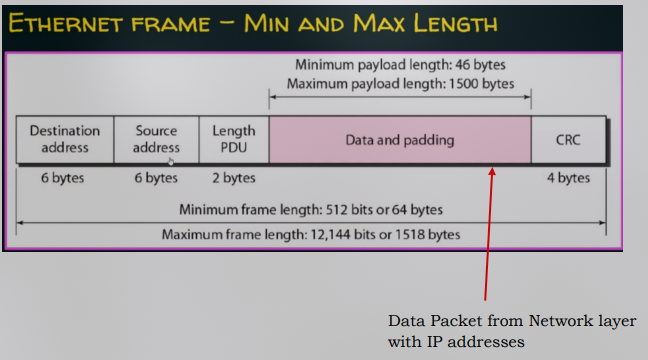 ETHERNET FRAME – MIN AND MAX LENGTH
Minimum payload length: 46 bytes
Maximum payload length: 1500 bytes
Destination address
Source address
Length PDU
Data and padding
CRC
6 bytes
6 bytes
2 bytes
4 bytes
Minimum frame length: 512 bits or 64 bytes
Maximum frame length: 12,144 bits or 1518 bytes
Data Packet from Network layer
with IP addresses